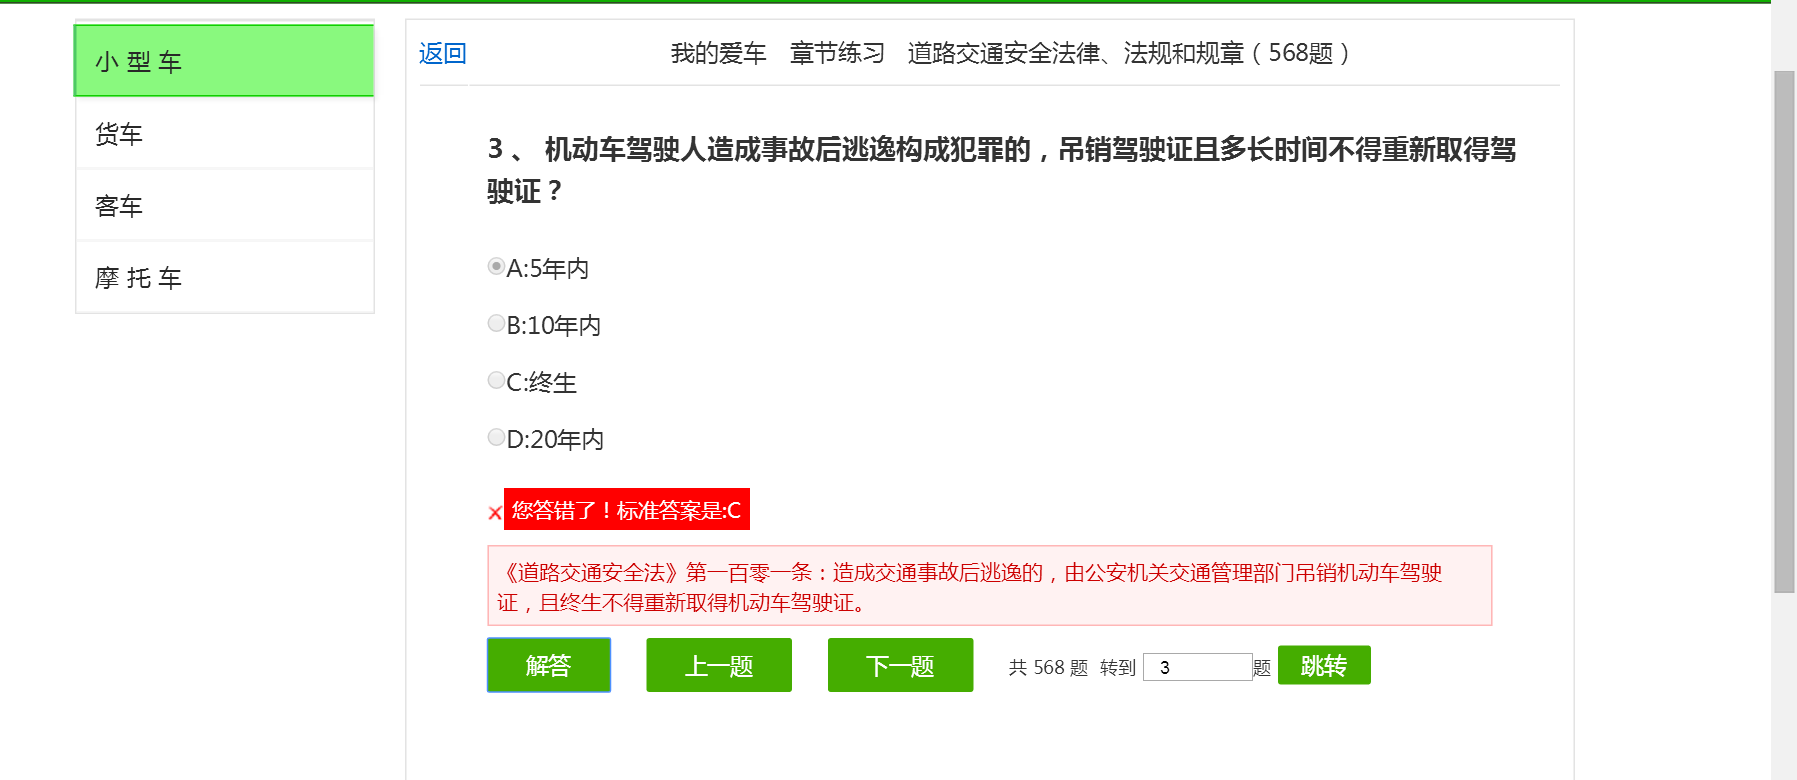 小 型 车
货车
客车
摩 托 车
返回
我的爱车 章节练习 道路交通安全法律、法规和规章（568题）
3 、 机动车驾驶人造成事故后逃逸构成犯罪的，吊销驾驶证且多长时间不得重新取得驾
驶证？
A:5年内
B:10年内
C:终生
D:20年内
您答错了！标准答案是:C
《道路交通安全法》第一百零一条：造成交通事故后逃逸的，由公安机关交通管理部门吊销机动车驾驶
证，且终生不得重新取得机动车驾驶证。
解答 上一题 下一题 共 568 题 转到 3 题 跳转